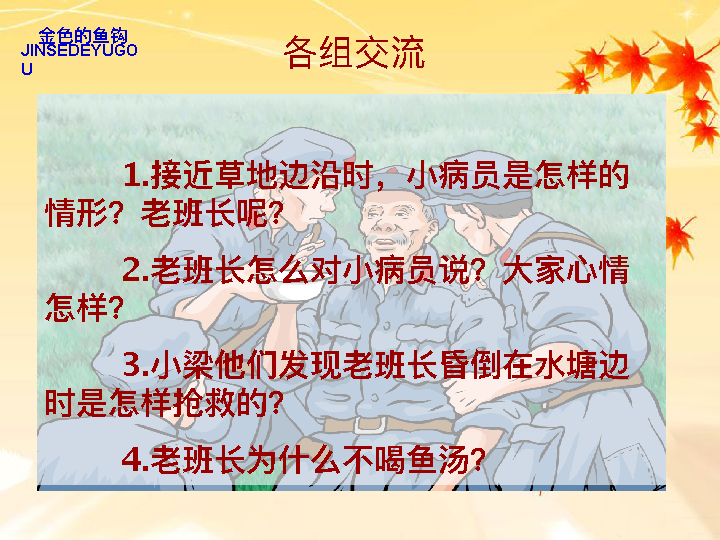 金色的鱼钩
JINSEDEYUGO
U
各组交流
1.接近草地边沿时，小病员是怎样的
情形？老班长呢？
2.老班长怎么对小病员说？大家心情
怎样？
3.小梁他们发现老班长昏倒在水塘边
时是怎样抢救的？
4.老班长为什么不喝鱼汤？